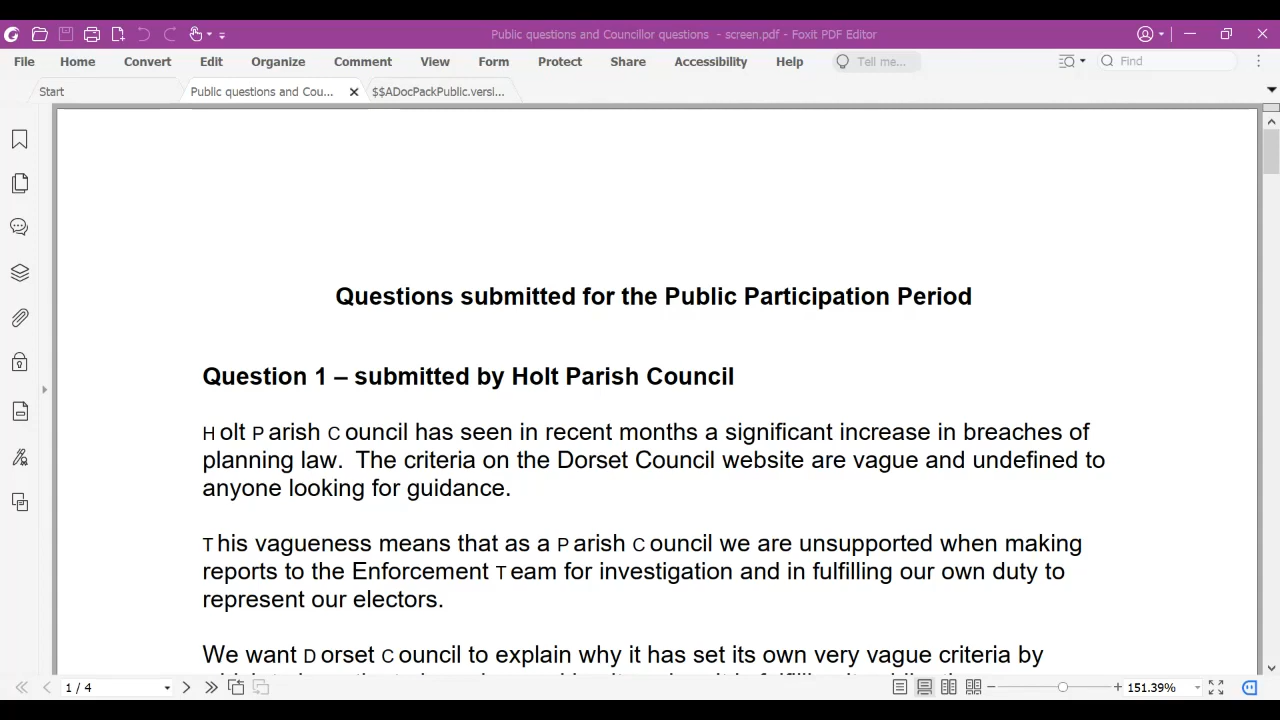 Public questions and Councillor questions - screen.pdf - Foxit PDF Editor
File Home Convert Edit Organize Comment View Form Protect Share Accessibility Help Tell me... Find
Start Public questions and Cou... $$ADocPackPublic.versi...
Questions submitted for the Public Participation Period
Question 1 – submitted by Holt Parish Council
Holt Parish Council has seen in recent months a significant increase in breaches of
planning law. The criteria on the Dorset Council website are vague and undefined to
anyone looking for guidance.
This vagueness means that as a Parish Council we are unsupported when making
reports to the Enforcement Team for investigation and in fulfilling our own duty to
represent our electors.
We want Dorset Council to explain why it has set its own very vague criteria by
1 / 4 151.39%